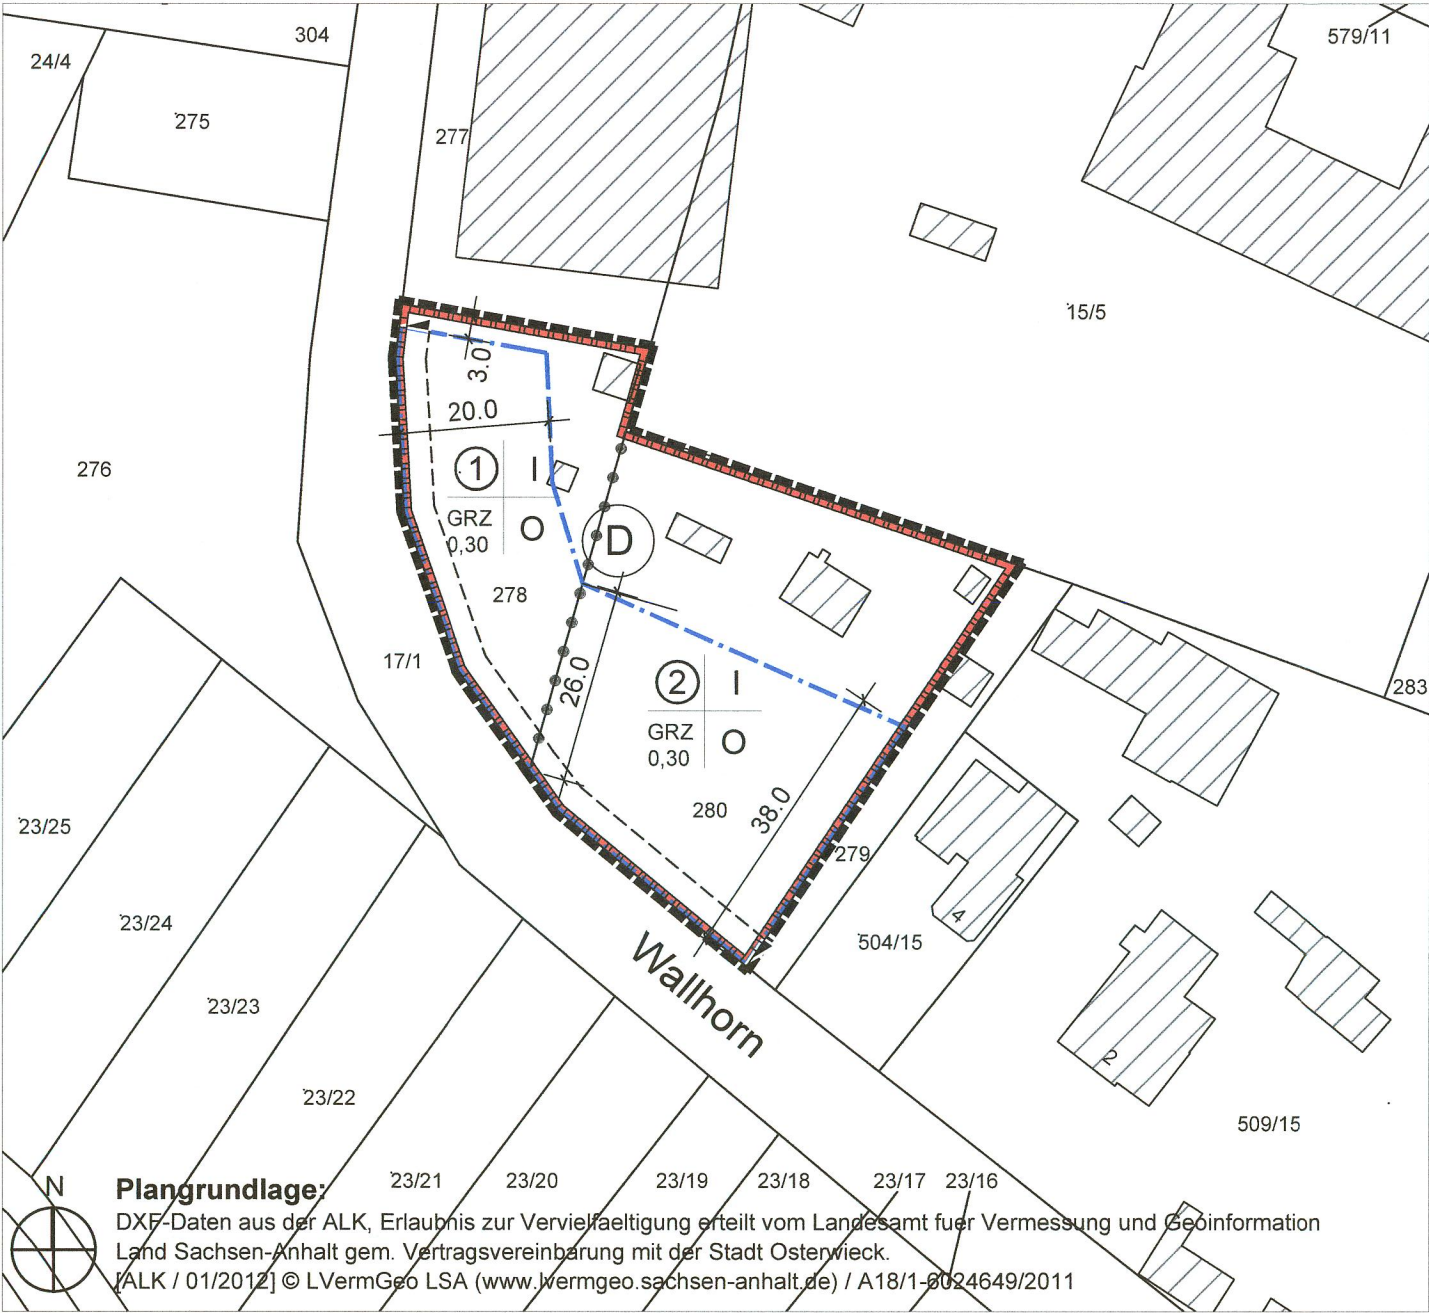 304
24/4
579/11
275
277
15/5
3.0
20.0
276
1 I
GRZ O
0,30
D
278
17/1
26.0
2 I
GRZ O
0,30
283
280
38.0
23/25
279
4
23/24
504/15
Wallhorn
23/23
2
23/22
509/15
23/21
23/20
23/19
23/18
23/17
23/16
N
Plangrundlage:
DXF-Daten aus der ALK, Erlaubnis zur Vervielfaeltigung erteilt vom Landesamt fuer Vermessung und Geoinformation
Land Sachsen-Anhalt gem. Vertragsvereinbarung mit der Stadt Osterwieck.
[ALK / 01/2012] © LVermGeo LSA (www.lvermgeo.sachsen-anhalt.de) / A18/1-6024649/2011